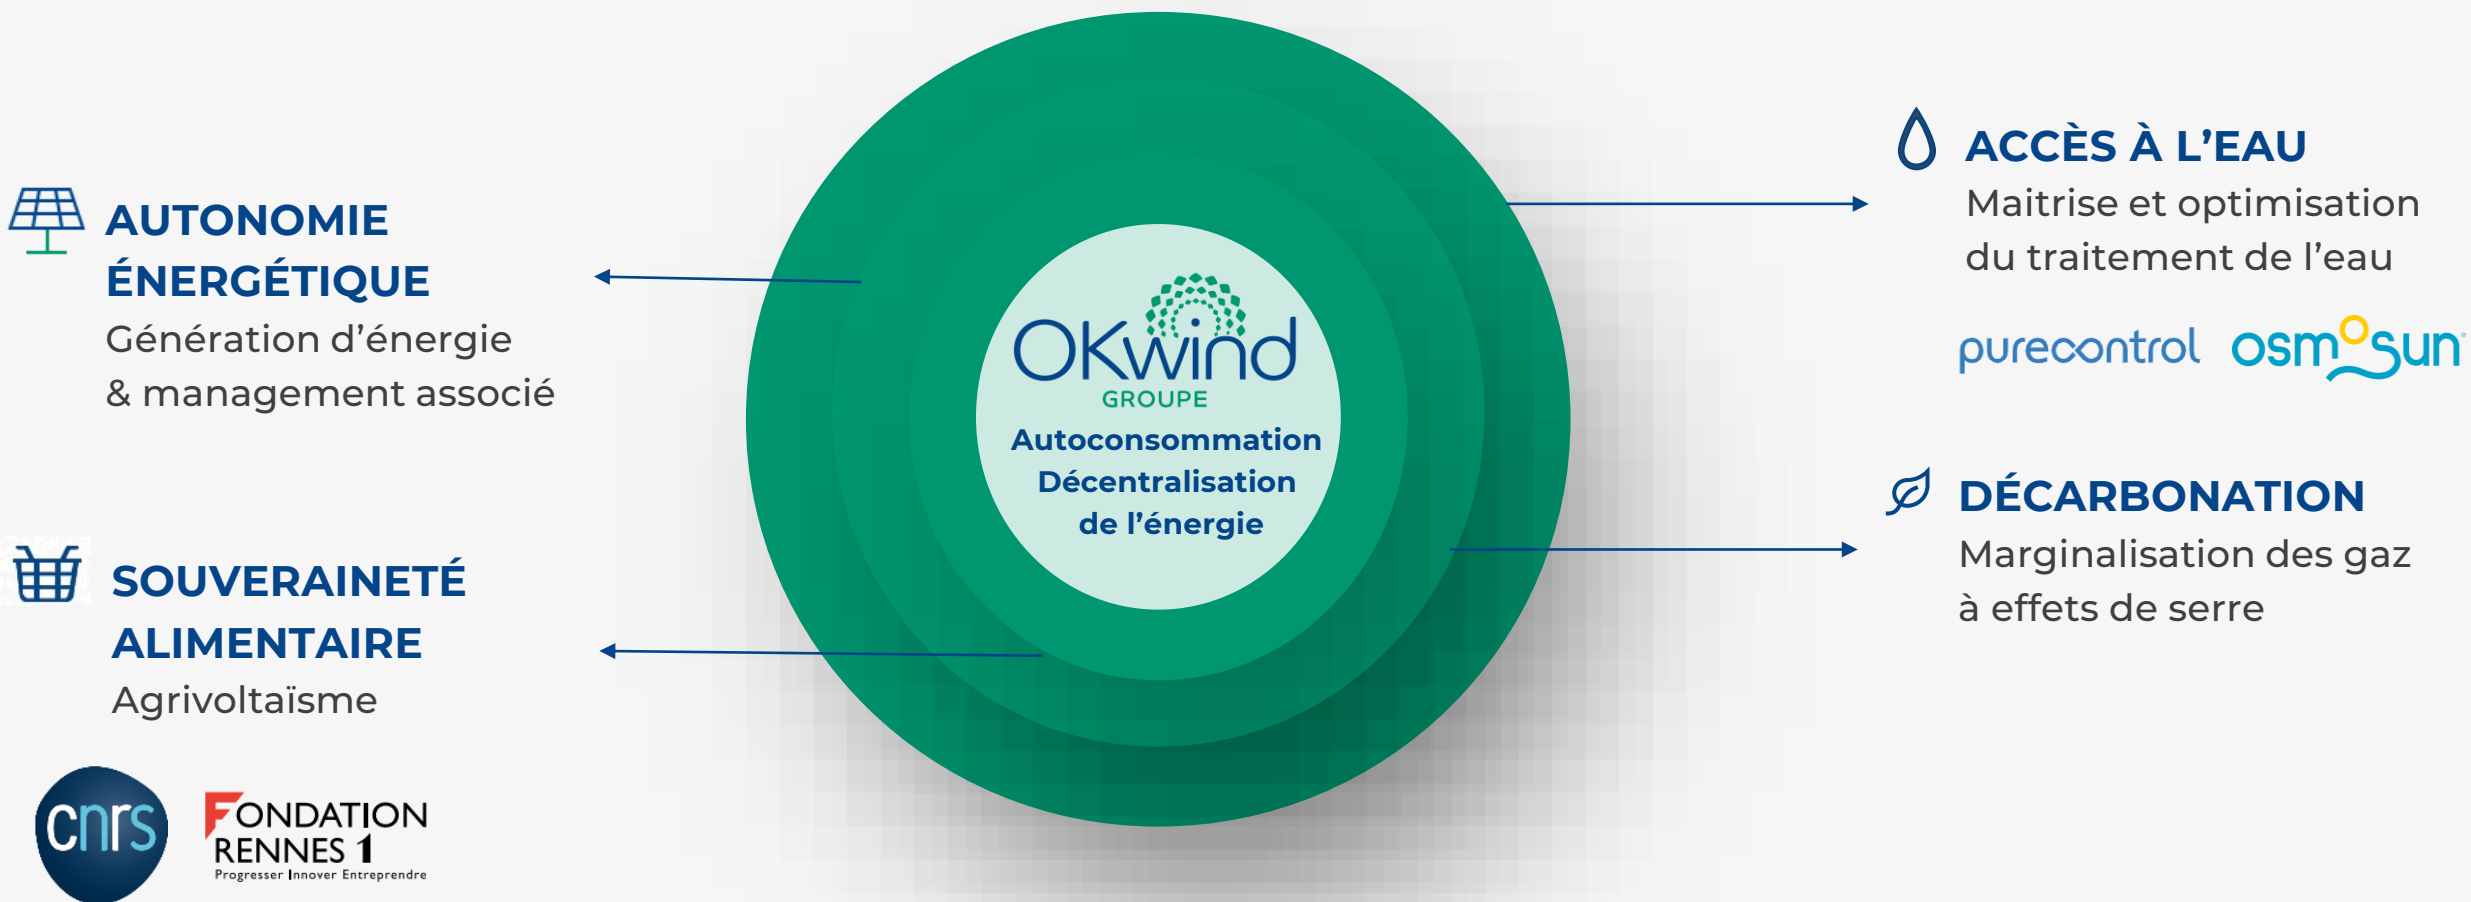 AUTONOMIE
ÉNERGÉTIQUE
Génération d’énergie
& management associé
SOUVERAINETÉ
ALIMENTAIRE
Agrivoltaïsme
cnrs
FONDATION
RENNES 1
Progresser Innover Entreprendre
OKwind
GROUPE
Autoconsommation
Décentralisation
de l’énergie
ACCÈS À L’EAU
Maitrise et optimisation
du traitement de l’eau
purecontrol osmosun
DÉCARBONATION
Marginalisation des gaz
à effets de serre